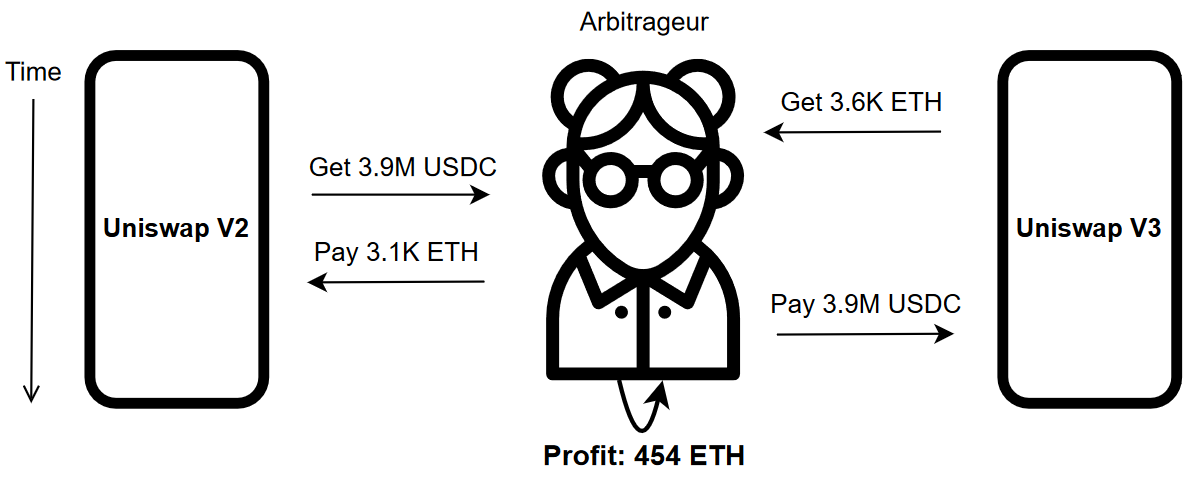 Arbitrageur
Time
Get 3.6K ETH
Get 3.9M USDC
Uniswap V2
Uniswap V3
Pay 3.1K ETH
Pay 3.9M USDC
Profit: 454 ETH